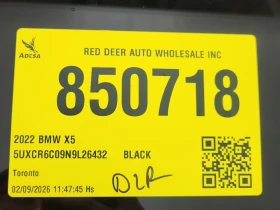 ADESA
RED DEER AUTO WHOLESALE INC
850718
2022 BMW X5
5UXCR6C09N9L26432 BLACK
Toronto
02/09/2026 11:47:45 Hs
DLR